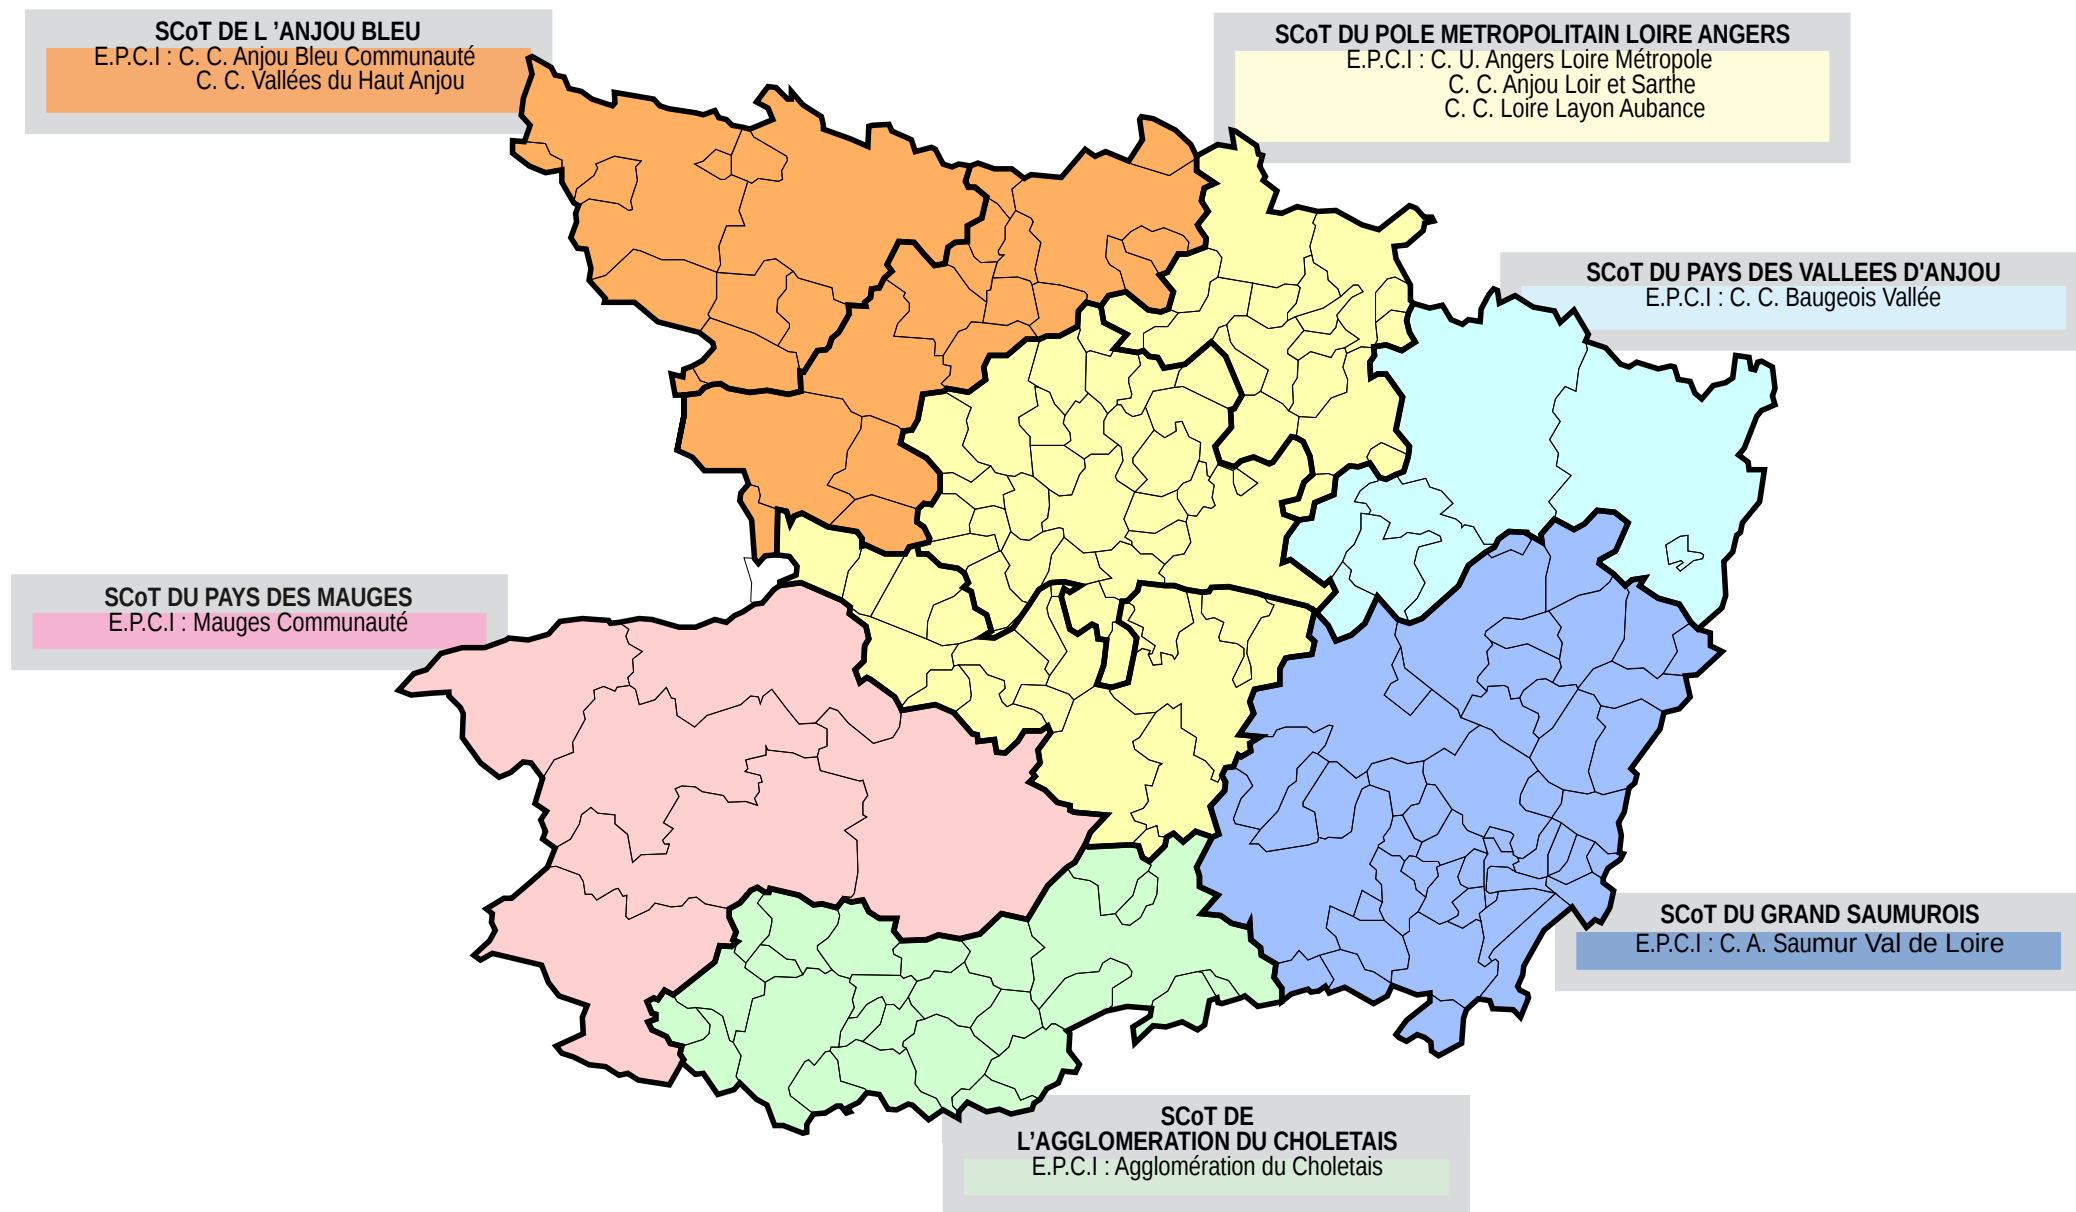 SCoT DE L ’ANJOU BLEU
E.P.C.I : C. C. Anjou Bleu Communauté
C. C. Vallées du Haut Anjou
SCoT DU POLE METROPOLITAIN LOIRE ANGERS
E.P.C.I : C. U. Angers Loire Métropole
C. C. Anjou Loir et Sarthe
C. C. Loire Layon Aubance
SCoT DU PAYS DES VALLEES D'ANJOU
E.P.C.I : C. C. Baugeois Vallée
SCoT DU PAYS DES MAUGES
E.P.C.I : Mauges Communauté
SCoT DU GRAND SAUMUROIS
E.P.C.I : C. A. Saumur Val de Loire
SCoT DE
L’AGGLOMERATION DU CHOLETAIS
E.P.C.I : Agglomération du Choletais